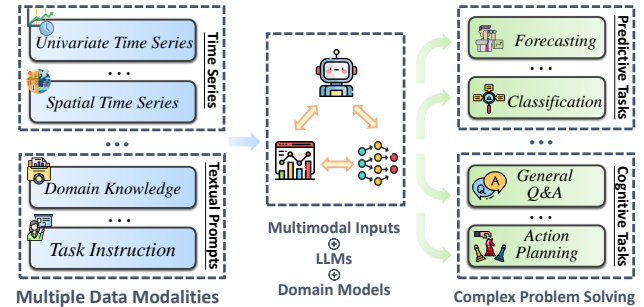 Univariate Time Series
...
Spatial Time Series
Time Series
...
Domain Knowledge
...
Task Instruction
Textual Prompts
Multiple Data Modalities
Multimodal Inputs
⊕
LLMs
⊕
Domain Models
Forecasting
...
Classification
Predictive Tasks
...
Q A
General
Q&A
...
Action
Planning
Cognitive Tasks
Complex Problem Solving